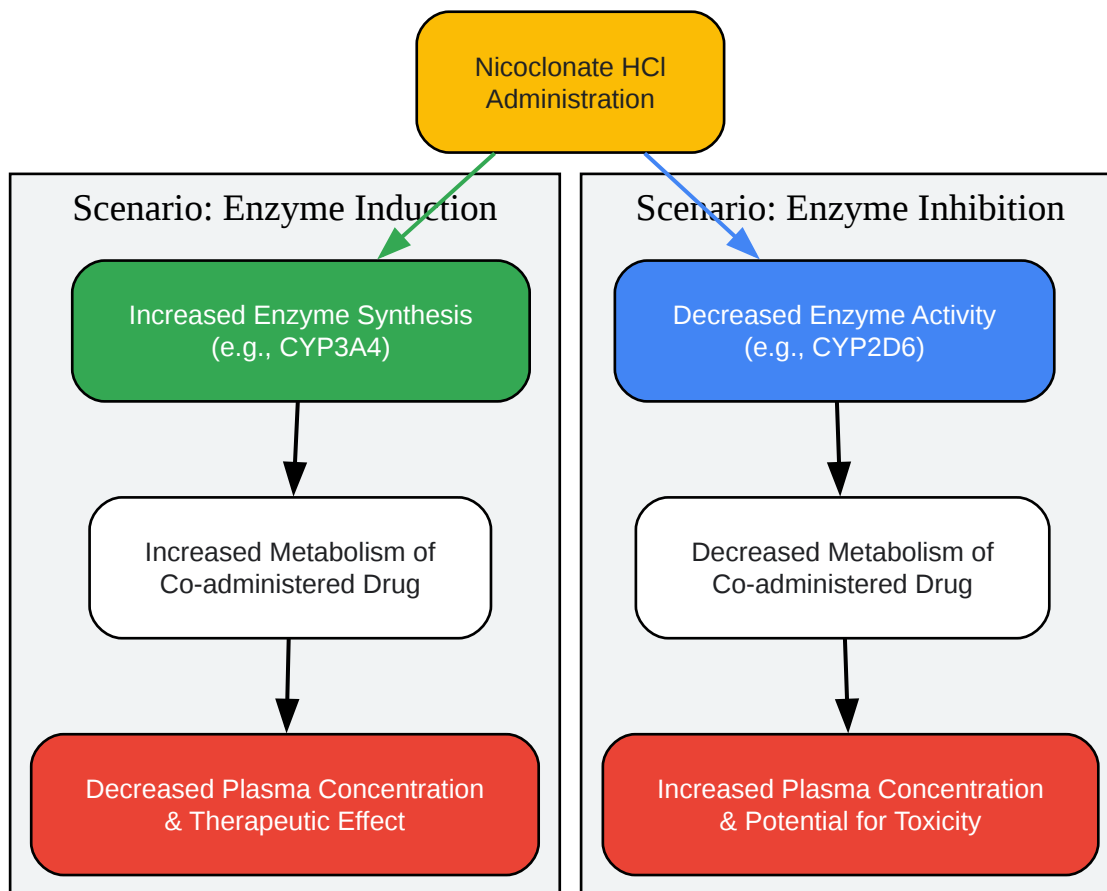 Nicoclonate HCl
Administration
Scenario: Enzyme Induction
Increased Enzyme Synthesis
(e.g., CYP3A4)
Increased Metabolism of
Co-administered Drug
Decreased Plasma Concentration
& Therapeutic Effect
Scenario: Enzyme Inhibition
Decreased Enzyme Activity
(e.g., CYP2D6)
Decreased Metabolism of
Co-administered Drug
Increased Plasma Concentration
& Potential for Toxicity